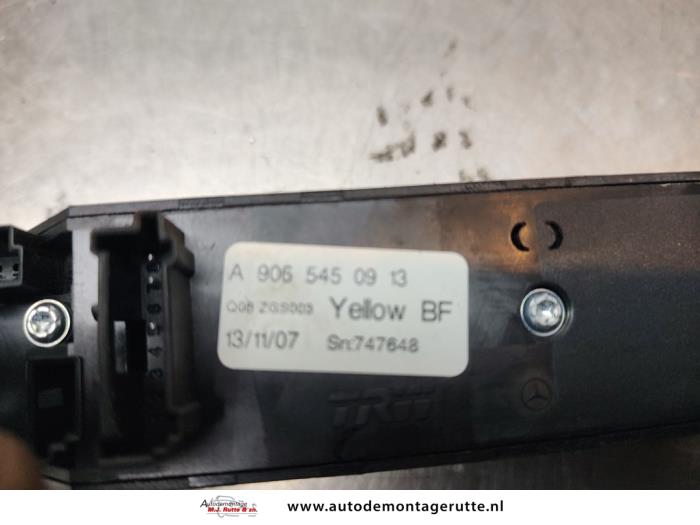 A 906 545 09 13
Q08 ZGS003 Yellow BF
13/11/07 Sn:747648
TRW
Autodemontage
M.J. Rutte & zn.
www.autodemontagerutte.nl